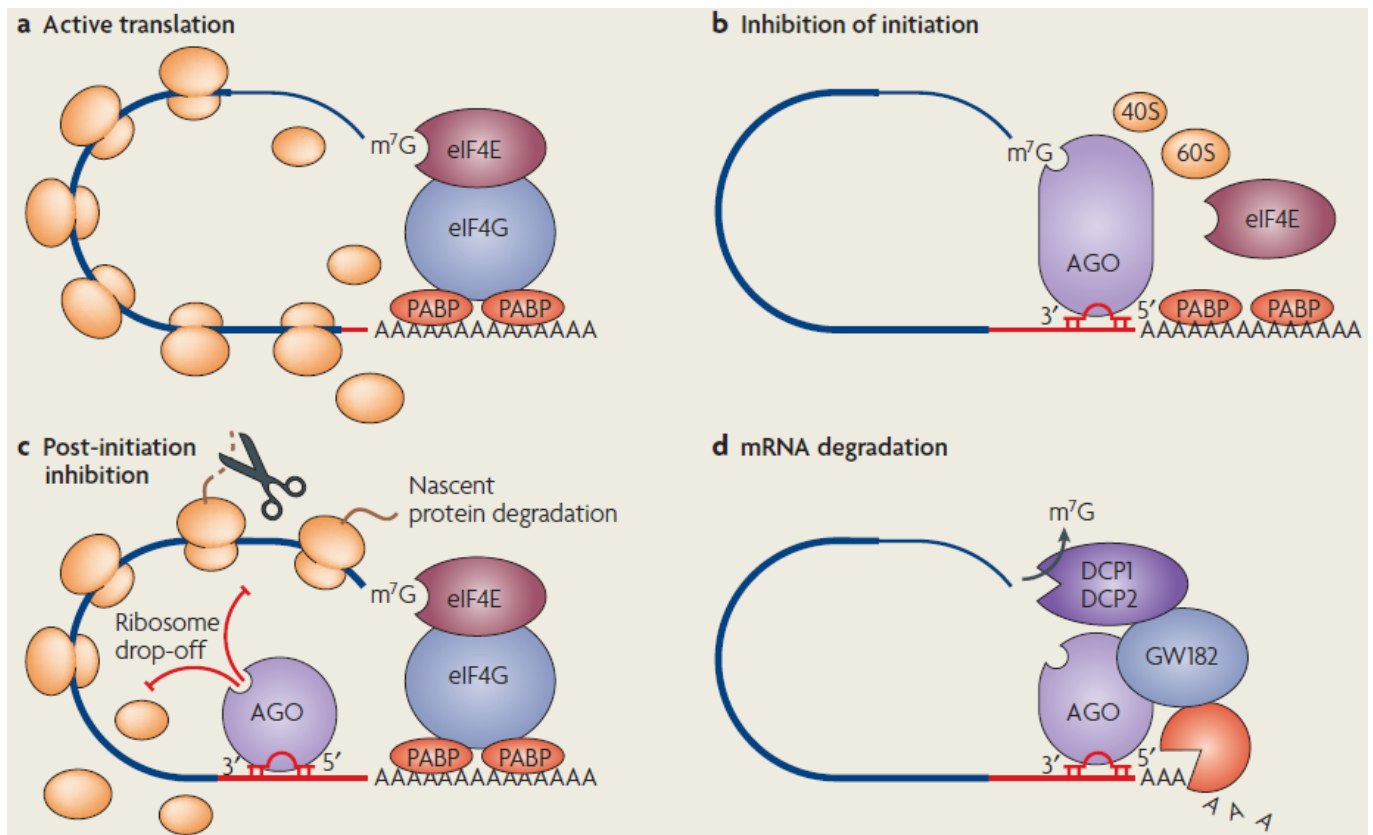 a Active translation
m⁷G
eIF4E
eIF4G
PABP PABP
AAAAAAAAAAAAAA
b Inhibition of initiation
40S
60S
m⁷G
eIF4E
AGO
3′ 5′ PABP PABP
AAAAAAAAAAAAAA
c Post-initiation
inhibition
Nascent
protein degradation
m⁷G
eIF4E
Ribosome
drop-off
eIF4G
AGO
3′ 5′ PABP PABP
AAAAAAAAAAAAAA
d mRNA degradation
m⁷G
DCP1
DCP2
GW182
AGO
3′ 5′
AAA
A A A